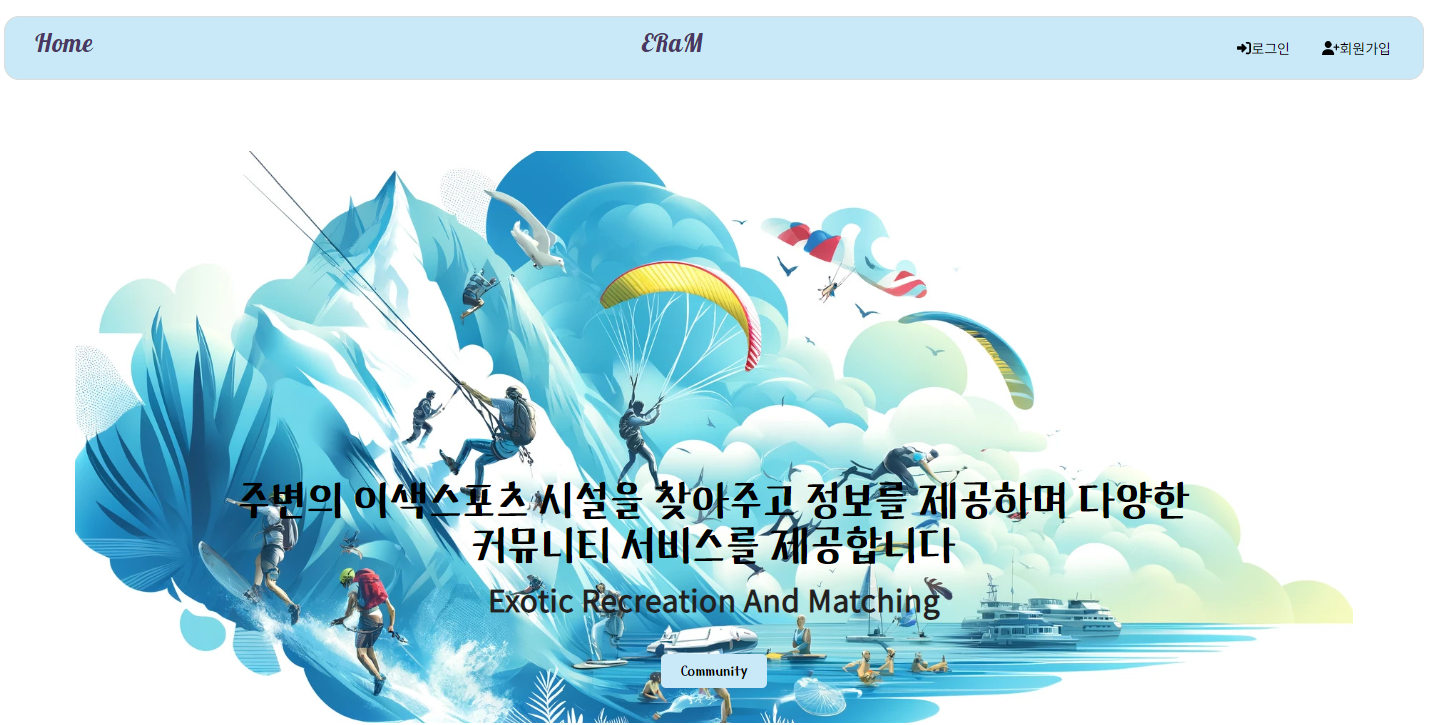 Home
ERaM
로그인
회원가입
주변의 이색스포츠 시설을 찾아주고 정보를 제공하며 다양한
커뮤니티 서비스를 제공합니다
Exotic Recreation And Matching
Community